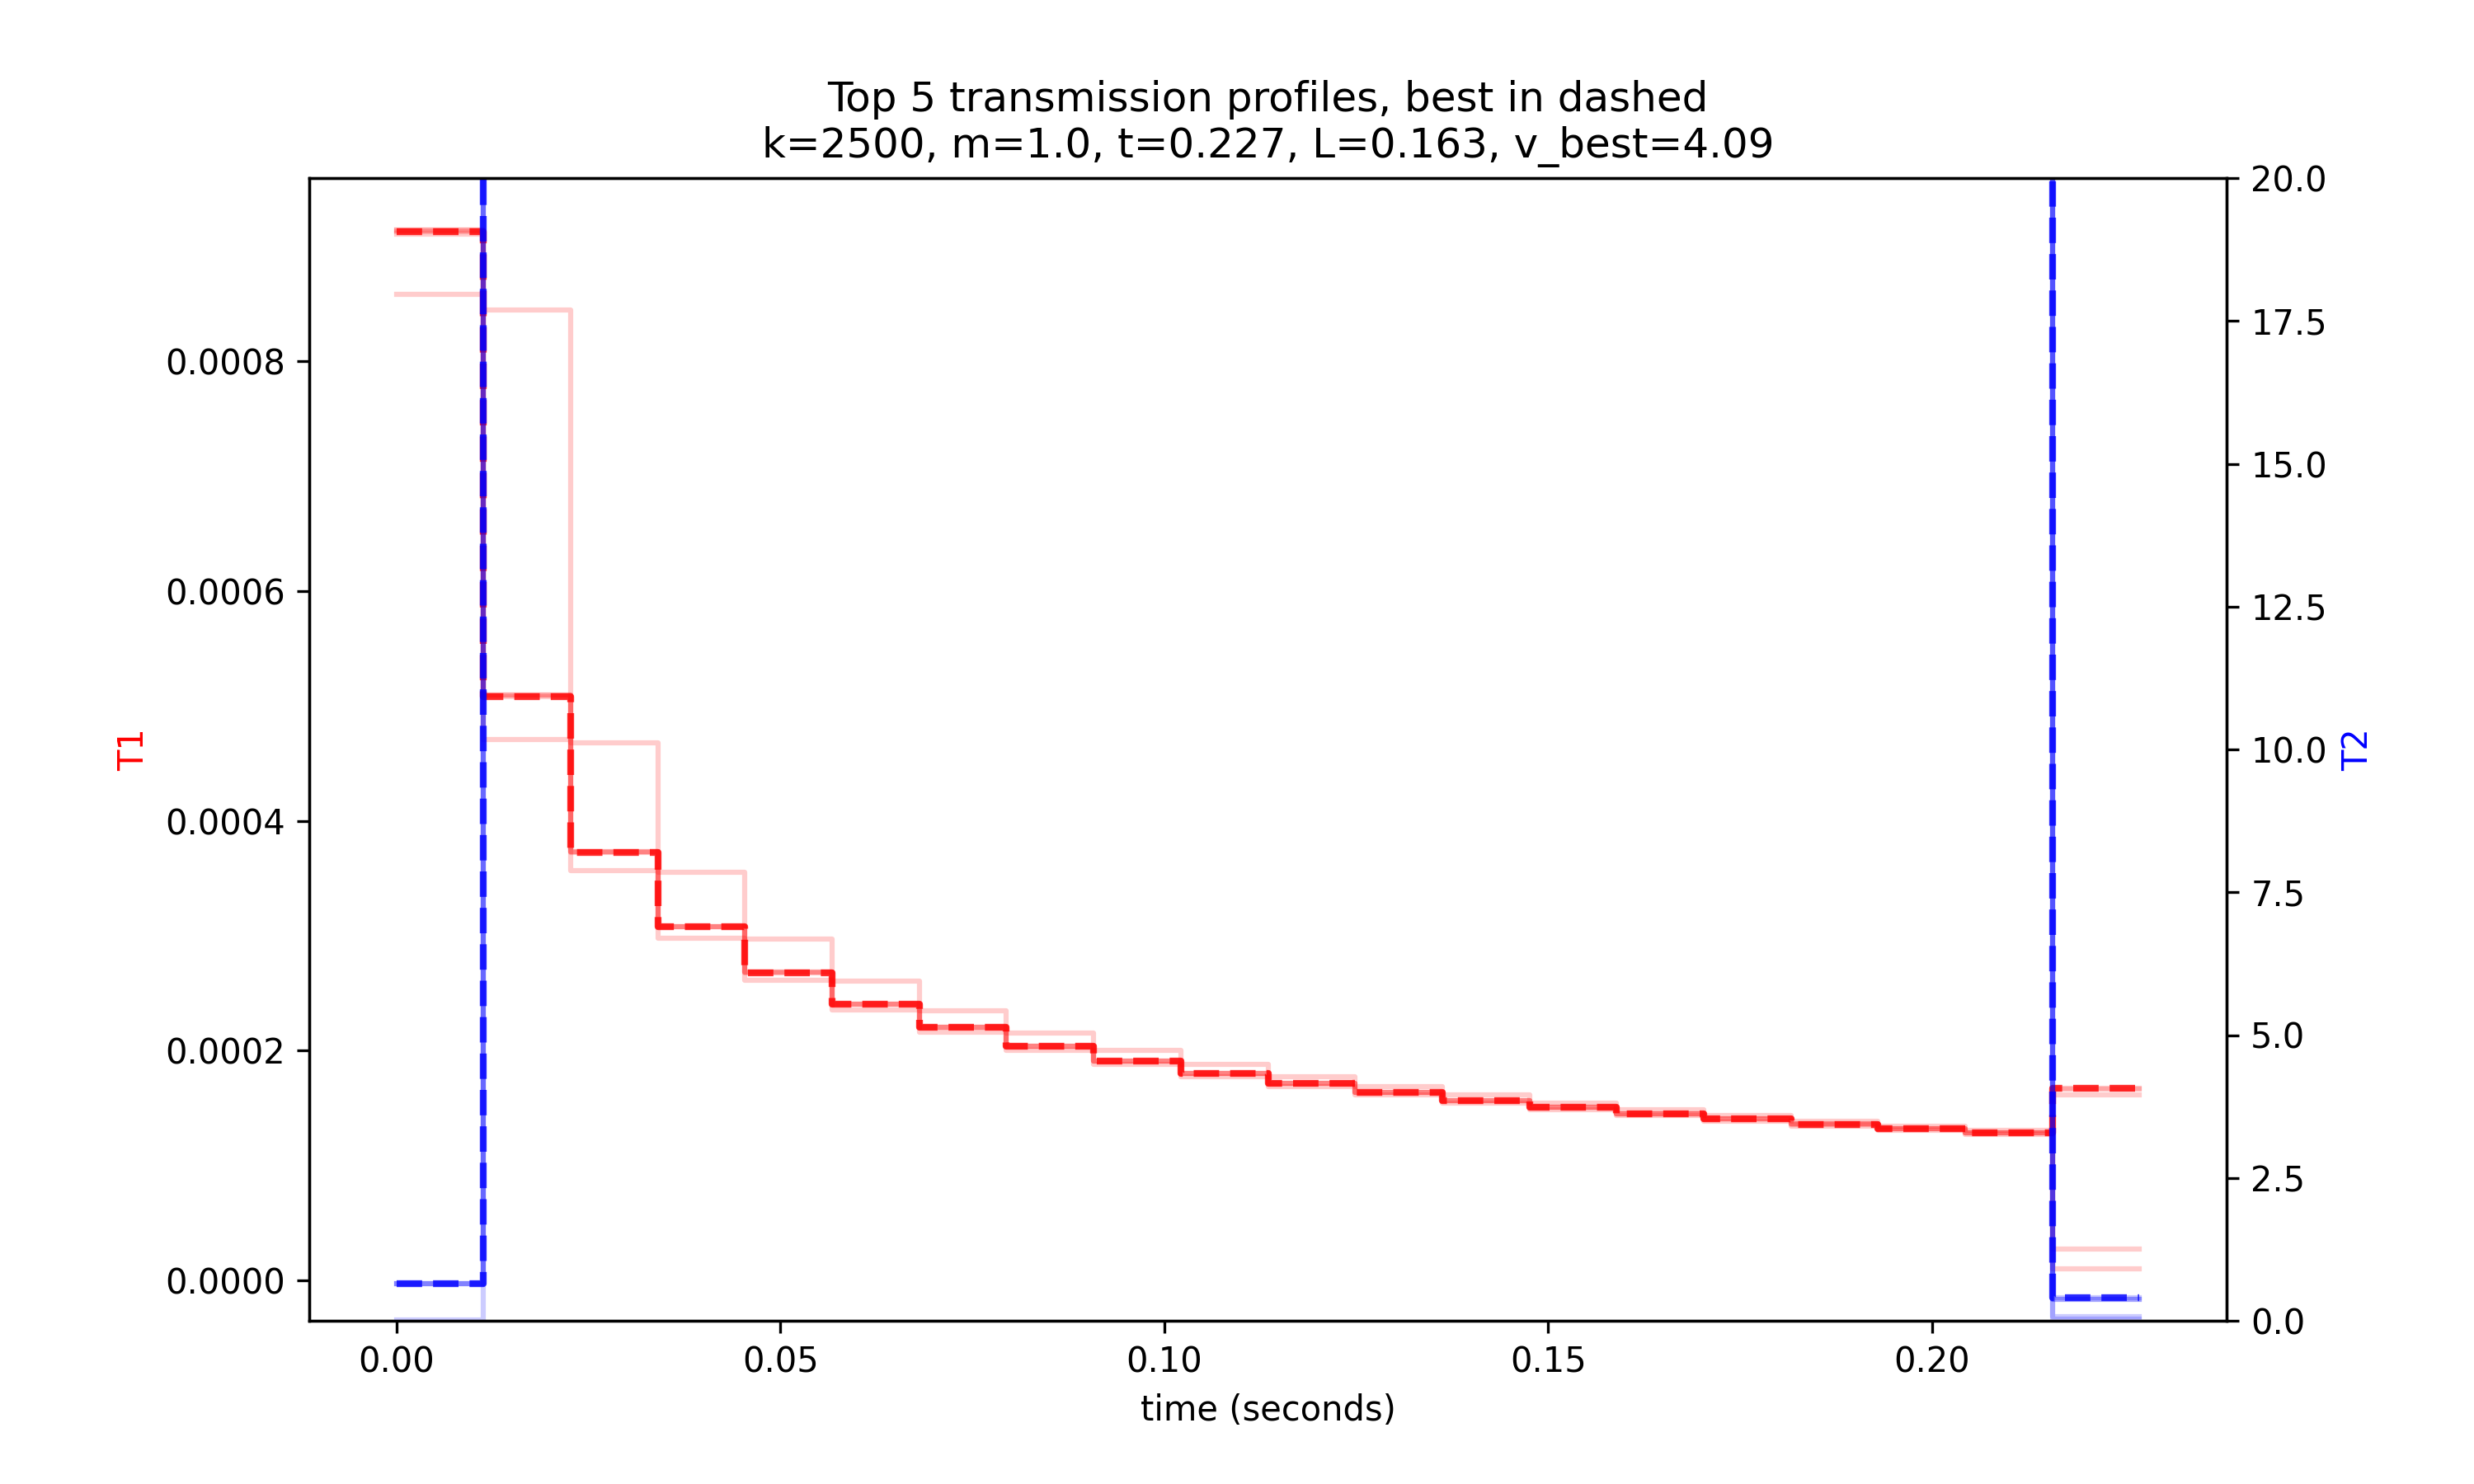 Top 5 transmission profiles, best in dashed
k=2500, m=1.0, t=0.227, L=0.163, v_best=4.09
T1
0.0008
0.0006
0.0004
0.0002
0.0000
20.0
17.5
15.0
12.5
10.0
7.5
5.0
2.5
0.0
T2
0.00 0.05 0.10 0.15 0.20
time (seconds)